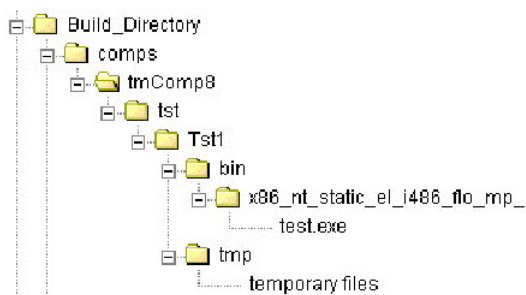 Build_Directory
comps
tmComp8
tst
Tst1
bin
x86_nt_static_el_i486_flo_mp_
test.exe
tmp
temporary files